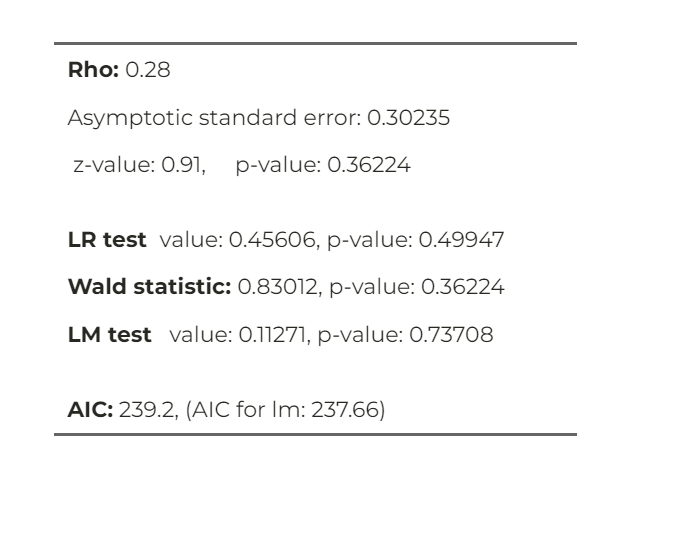 Rho: 0.28
Asymptotic standard error: 0.30235
z-value: 0.91, p-value: 0.36224
LR test value: 0.45606, p-value: 0.49947
Wald statistic: 0.83012, p-value: 0.36224
LM test value: 0.11271, p-value: 0.73708
AIC: 239.2, (AIC for lm: 237.66)